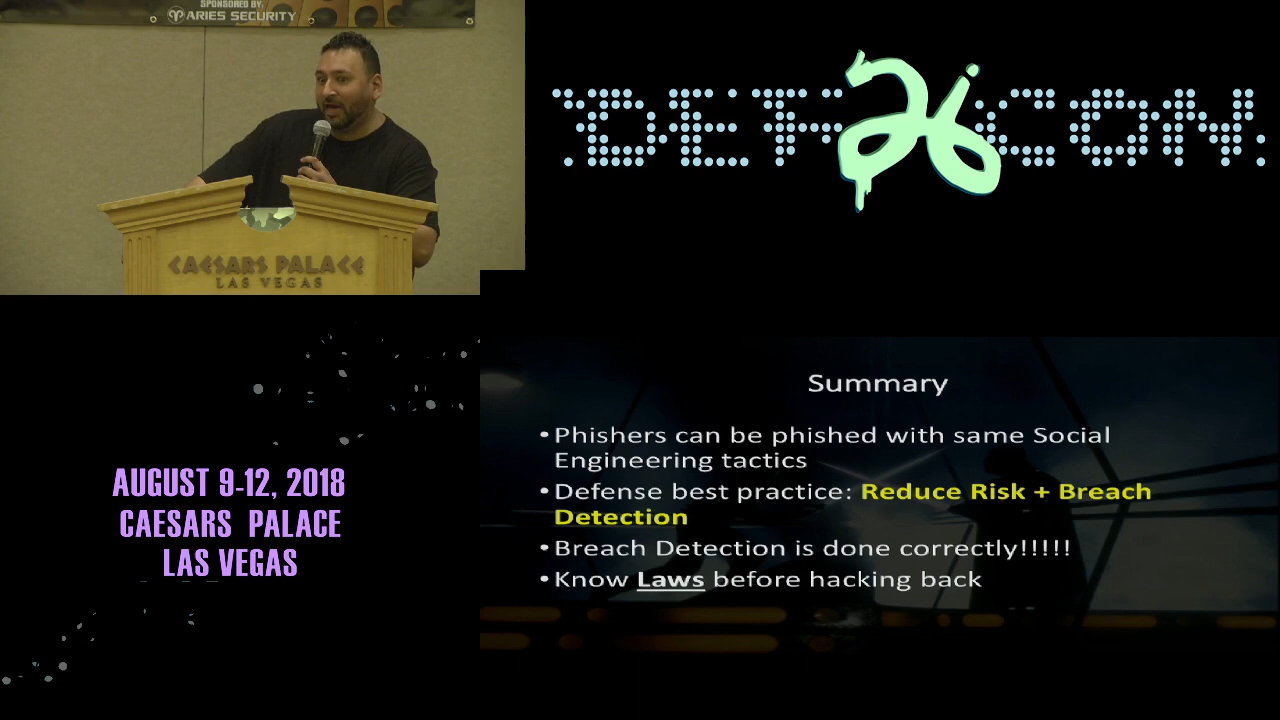 SPONSORED BY
ARIES SECURITY
DEF 26 CON
CAESARS PALACE
LAS VEGAS
AUGUST 9-12, 2018
CAESARS PALACE
LAS VEGAS
Summary
•Phishers can be phished with same Social
Engineering tactics
•Defense best practice: Reduce Risk + Breach
Detection
•Breach Detection is done correctly!!!!!
•Know Laws before hacking back